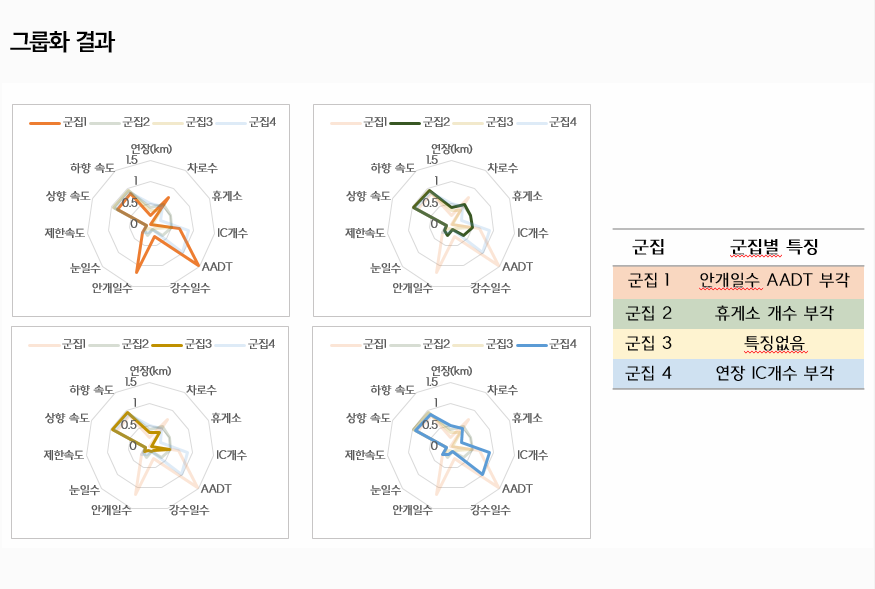 그룹화 결과
군집1 군집2 군집3 군집4
연장(km)
1.5
하향 속도 차로수
1
상향 속도 휴게소
0.5
0
제한속도 IC개수
눈일수 AADT
안개일수 강수일수
군집1 군집2 군집3 군집4
연장(km)
1.5
하향 속도 차로수
1
상향 속도 휴게소
0.5
0
제한속도 IC개수
눈일수 AADT
안개일수 강수일수
군집 군집별 특징
군집 1 안개일수 AADT 부각
군집 2 휴게소 개수 부각
군집 3 특징없음
군집 4 연장 IC개수 부각
군집1 군집2 군집3 군집4
연장(km)
1.5
하향 속도 차로수
1
상향 속도 휴게소
0.5
0
제한속도 IC개수
눈일수 AADT
안개일수 강수일수
군집1 군집2 군집3 군집4
연장(km)
1.5
하향 속도 차로수
1
상향 속도 휴게소
0.5
0
제한속도 IC개수
눈일수 AADT
안개일수 강수일수